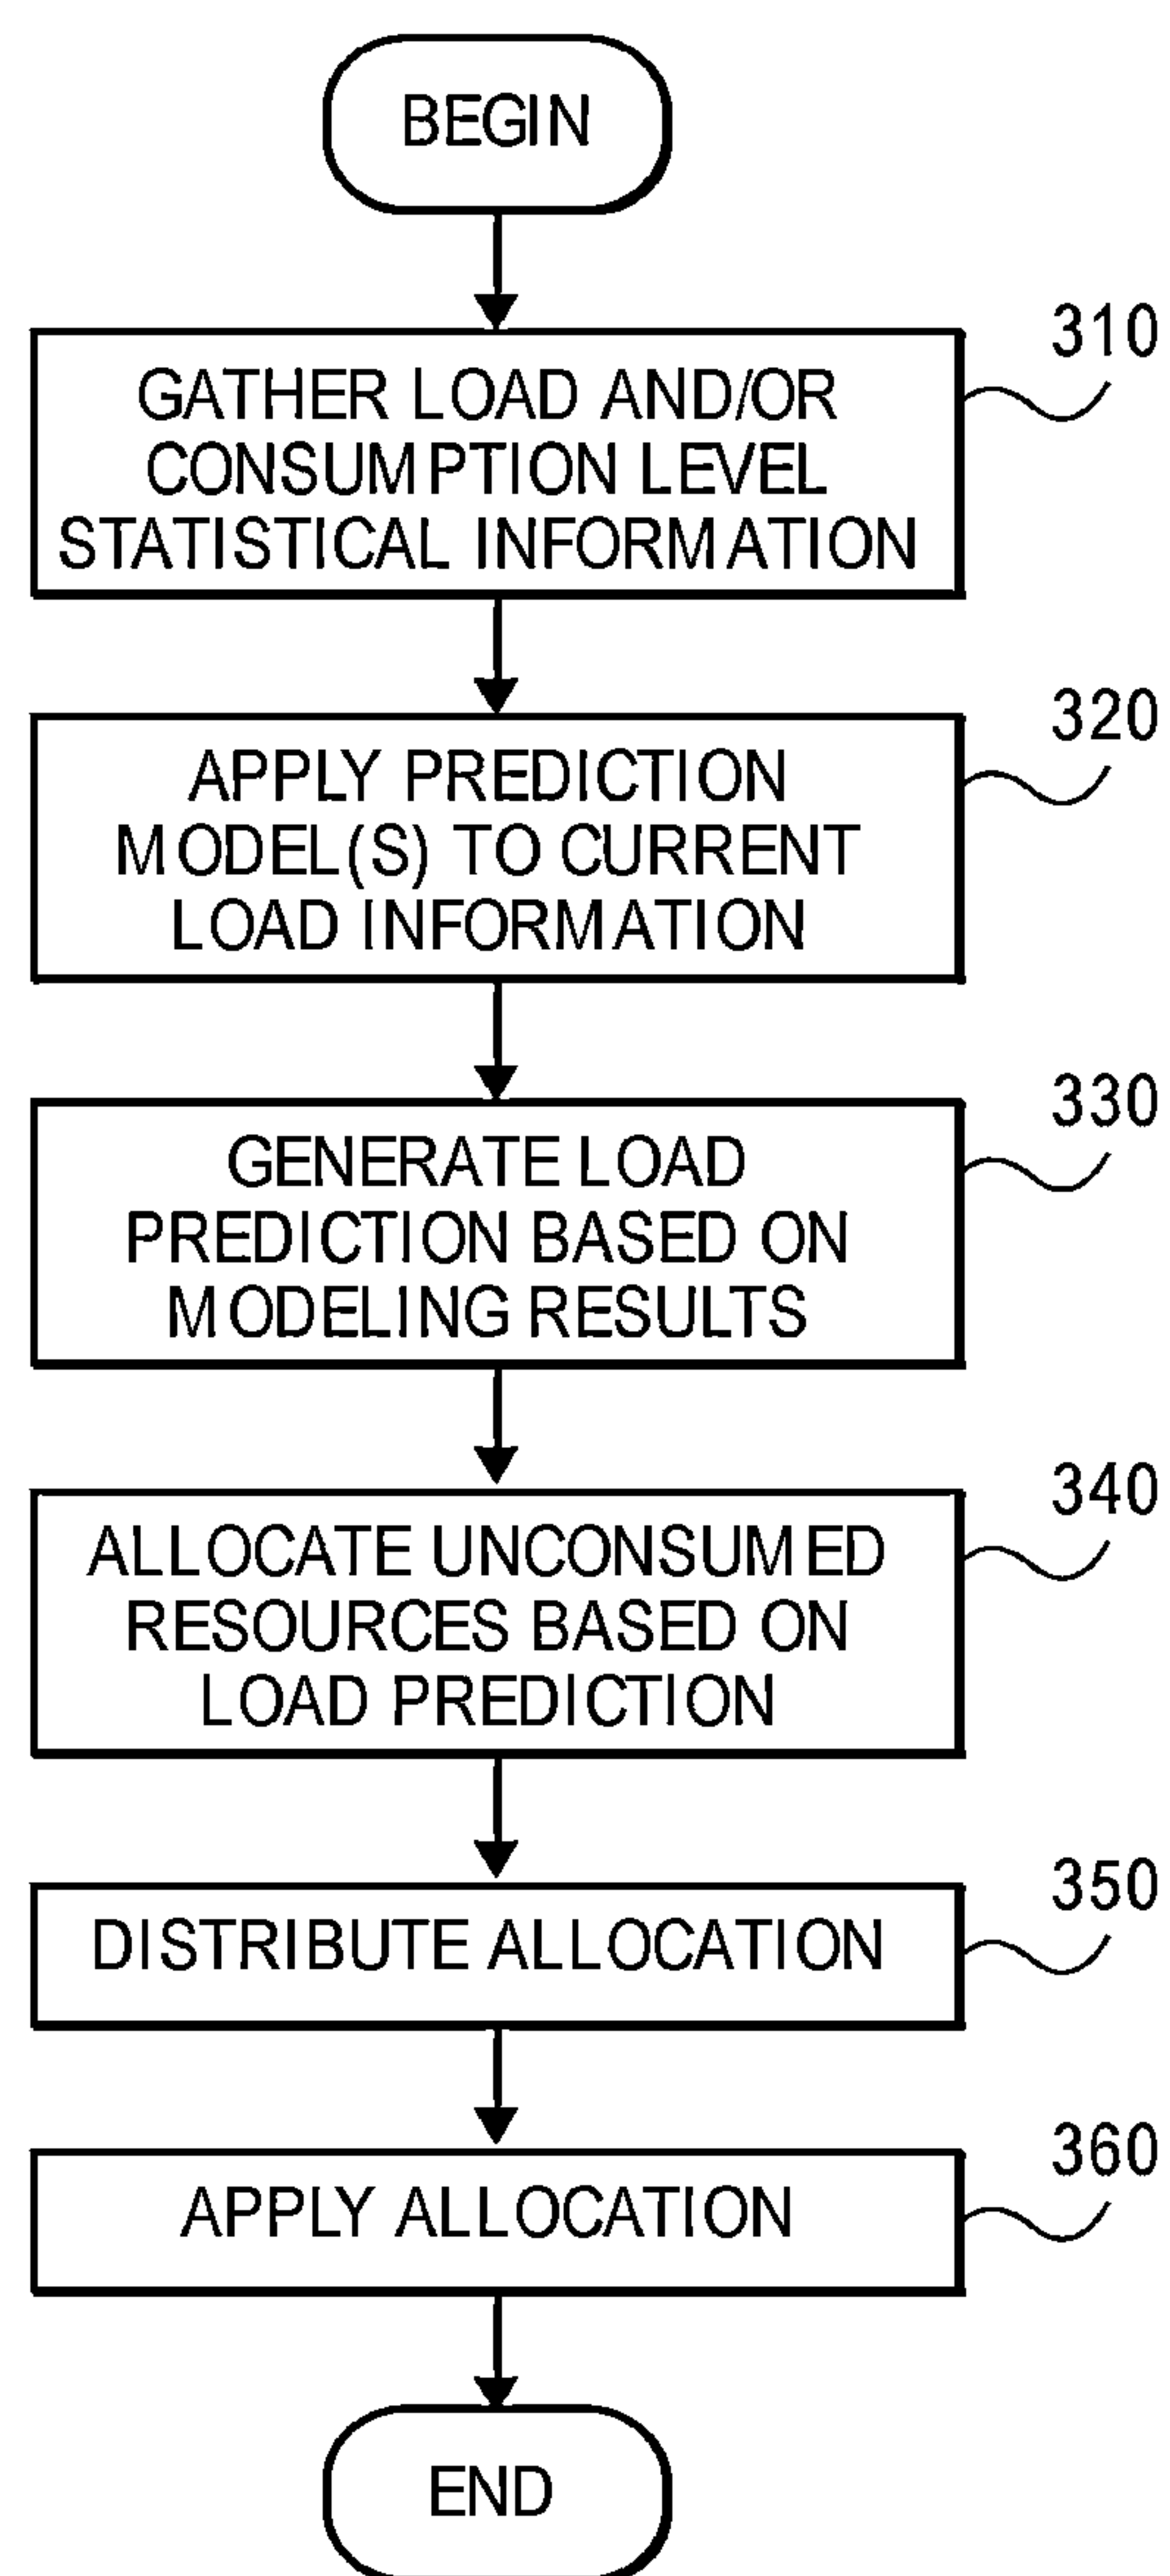 BEGIN
310
GATHER LOAD AND/OR
CONSUMPTION LEVEL
STATISTICAL INFORMATION
320
APPLY PREDICTION
MODEL(S) TO CURRENT
LOAD INFORMATION
330
GENERATE LOAD
PREDICTION BASED ON
MODELING RESULTS
340
ALLOCATE UNCONSUMED
RESOURCES BASED ON
LOAD PREDICTION
350
DISTRIBUTE ALLOCATION
360
APPLY ALLOCATION
END